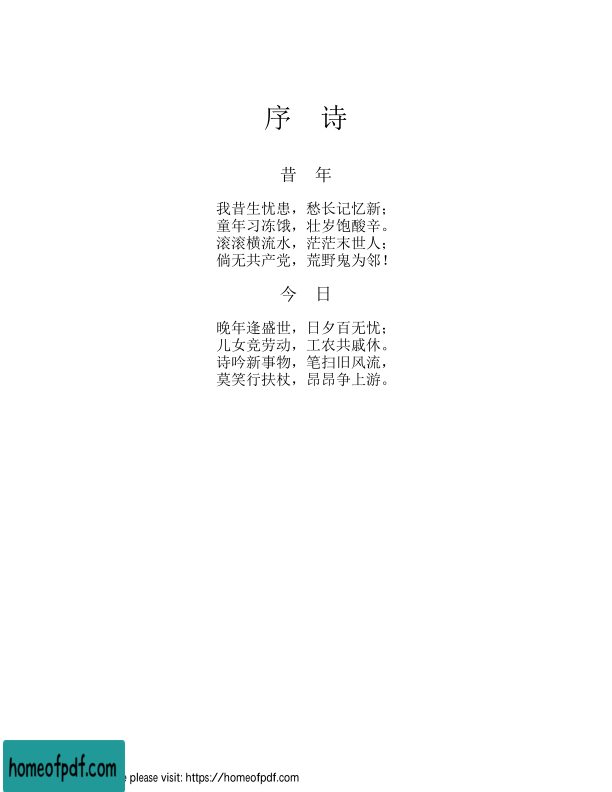 序 诗
昔 年
我昔生忧患，愁长记忆新；
童年习冻饿，壮岁饱酸辛。
滚滚横流水，茫茫末世人；
倘无共产党，荒野鬼为邻！
今 日
晚年逢盛世，日夕百无忧；
儿女竞劳动，工农共戚休。
诗吟新事物，笔扫旧风流，
莫笑行扶杖，昂昂争上游。
homeofpdf.com
please visit: https://homeofpdf.com